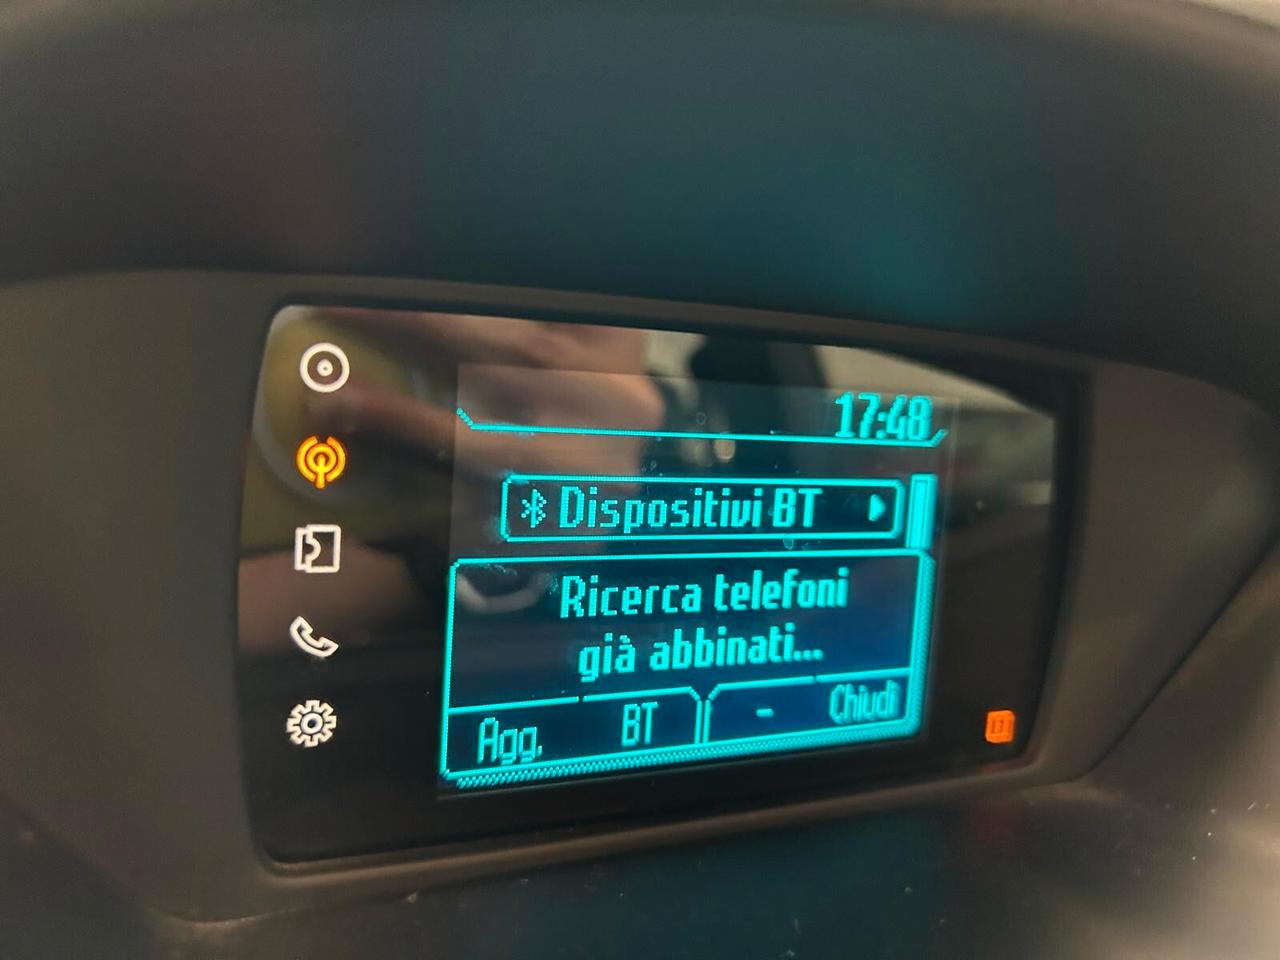 17:48
Dispositivi BT
Ricerca telefoni
già abbinati...
Agg. BT - Chiudi